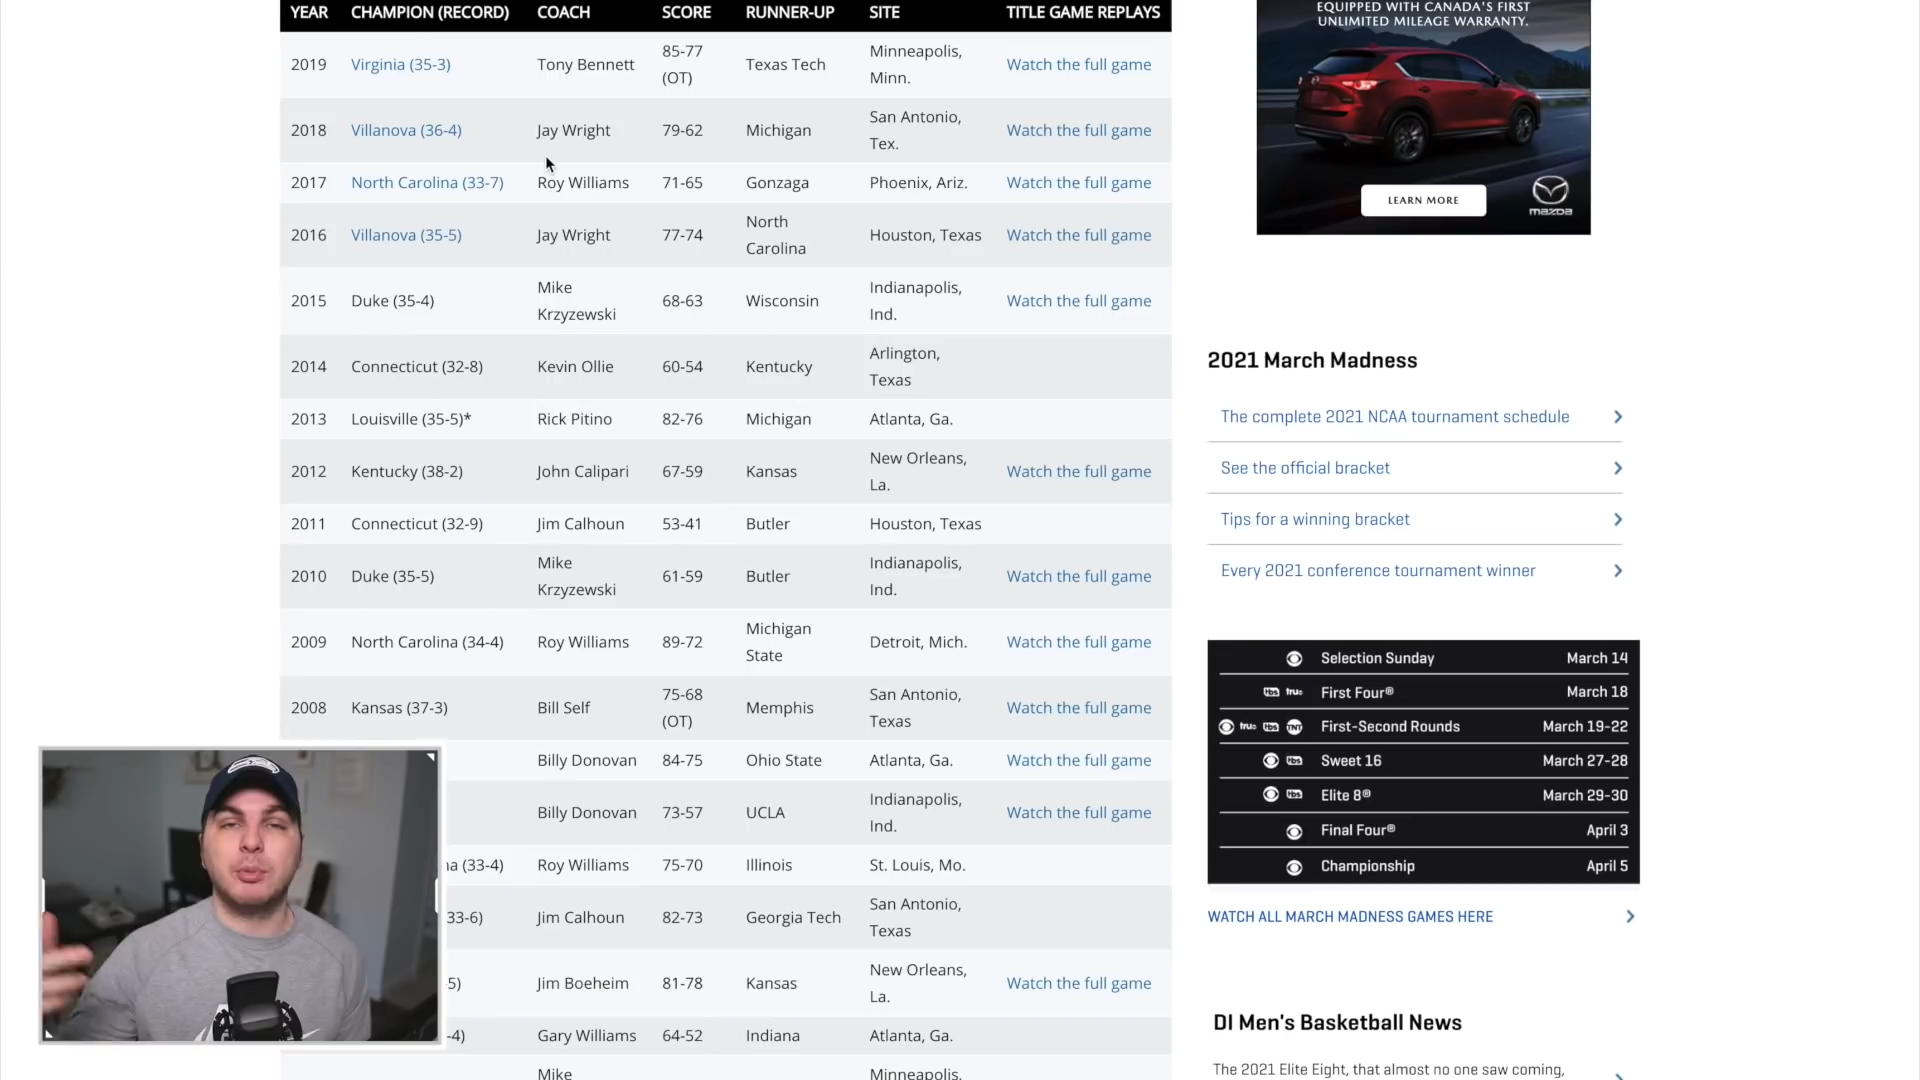 YEAR CHAMPION (RECORD) COACH SCORE RUNNER-UP SITE TITLE GAME REPLAYS
2019 Virginia (35-3) Tony Bennett 85-77 (OT) Texas Tech Minneapolis, Minn. Watch the full game
2018 Villanova (36-4) Jay Wright 79-62 Michigan San Antonio, Tex. Watch the full game
2017 North Carolina (33-7) Roy Williams 71-65 Gonzaga Phoenix, Ariz. Watch the full game
2016 Villanova (35-5) Jay Wright 77-74 North Carolina Houston, Texas Watch the full game
2015 Duke (35-4) Mike Krzyzewski 68-63 Wisconsin Indianapolis, Ind. Watch the full game
2014 Connecticut (32-8) Kevin Ollie 60-54 Kentucky Arlington, Texas
2013 Louisville (35-5)* Rick Pitino 82-76 Michigan Atlanta, Ga.
2012 Kentucky (38-2) John Calipari 67-59 Kansas New Orleans, La. Watch the full game
2011 Connecticut (32-9) Jim Calhoun 53-41 Butler Houston, Texas
2010 Duke (35-5) Mike Krzyzewski 61-59 Butler Indianapolis, Ind. Watch the full game
2009 North Carolina (34-4) Roy Williams 89-72 Michigan State Detroit, Mich. Watch the full game
2008 Kansas (37-3) Bill Self 75-68 (OT) Memphis San Antonio, Texas Watch the full game
Billy Donovan 84-75 Ohio State Atlanta, Ga. Watch the full game
Billy Donovan 73-57 UCLA Indianapolis, Ind. Watch the full game
na (33-4) Roy Williams 75-70 Illinois St. Louis, Mo.
33-6) Jim Calhoun 82-73 Georgia Tech San Antonio, Texas
-5) Jim Boeheim 81-78 Kansas New Orleans, La. Watch the full game
-4) Gary Williams 64-52 Indiana Atlanta, Ga.
Mike Minneapolis,
EQUIPPED WITH CANADA'S FIRST
UNLIMITED MILEAGE WARRANTY.
LEARN MORE
mazda
2021 March Madness
The complete 2021 NCAA tournament schedule
See the official bracket
Tips for a winning bracket
Every 2021 conference tournament winner
Selection Sunday March 14
tbs tru First Four® March 18
tru tbs TNT First-Second Rounds March 19-22
tbs Sweet 16 March 27-28
tbs Elite 8® March 29-30
Final Four® April 3
Championship April 5
WATCH ALL MARCH MADNESS GAMES HERE
DI Men's Basketball News
The 2021 Elite Eight, that almost no one saw coming,